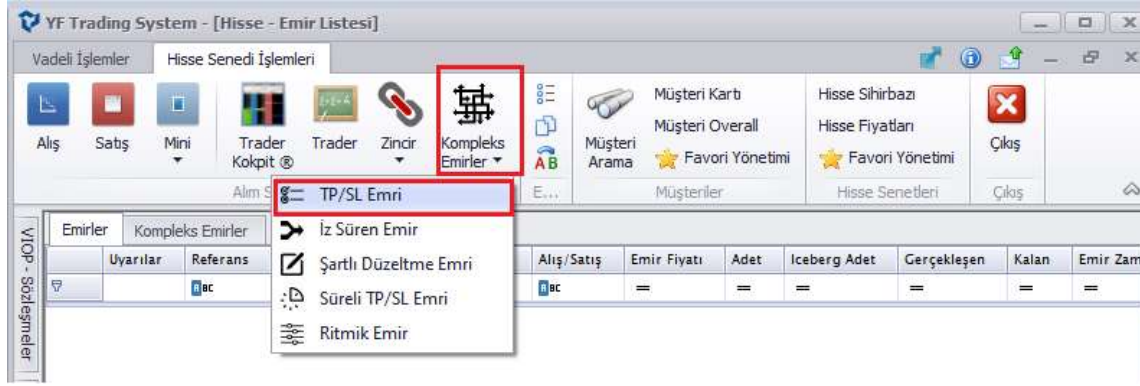 YF Trading System - [Hisse - Emir Listesi]
Vadeli İşlemler Hisse Senedi İşlemleri
Alış Satış Mini Trader Kokpit ® Trader Zincir Kompleks Emirler
Müşteri Arama
Müşteri Kartı
Müşteri Overall
Favori Yönetimi
Hisse Sihirbazı
Hisse Fiyatları
Favori Yönetimi
Çıkış
Alım E... Müşteriler Hisse Senetleri Çıkış
TP/SL Emri
İz Süren Emir
Şartlı Düzeltme Emri
Süreli TP/SL Emri
Ritmik Emir
VIOP - Sözleşmeler
Emirler Kompleks Emirler
Uyarılar Referans Alış/Satış Emir Fiyatı Adet Iceberg Adet Gerçekleşen Kalan Emir Zam
= = = = = =